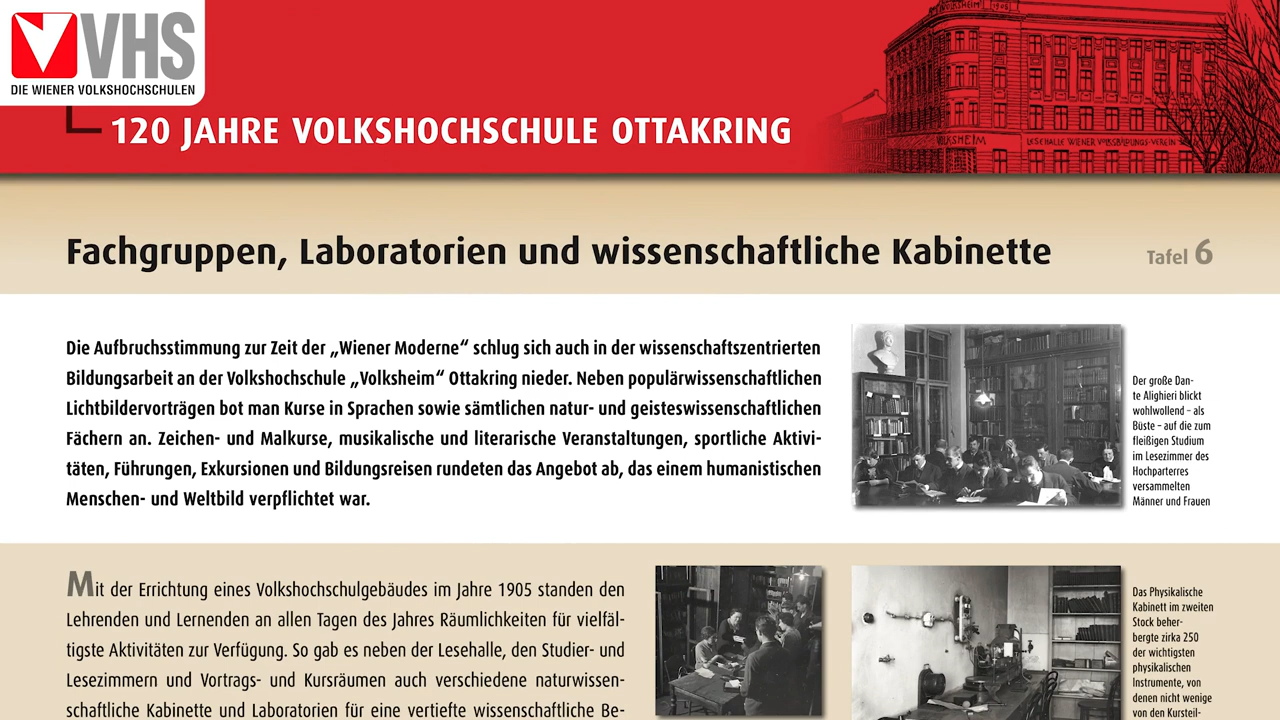 VHS
DIE WIENER VOLKSHOCHSCHULEN
120 JAHRE VOLKSHOCHSCHULE OTTAKRING
VOLKSHEIM
1905
VOLKSHEIM
LESEHALLE WIENER VOLKSBILDUNGS-VEREIN
Fachgruppen, Laboratorien und wissenschaftliche Kabinette
Tafel 6
Die Aufbruchsstimmung zur Zeit der „Wiener Moderne“ schlug sich auch in der wissenschaftszentrierten
Bildungsarbeit an der Volkshochschule „Volksheim“ Ottakring nieder. Neben populärwissenschaftlichen
Lichtbildervorträgen bot man Kurse in Sprachen sowie sämtlichen natur- und geisteswissenschaftlichen
Fächern an. Zeichen- und Malkurse, musikalische und literarische Veranstaltungen, sportliche Aktivi-
täten, Führungen, Exkursionen und Bildungsreisen rundeten das Angebot ab, das einem humanistischen
Menschen- und Weltbild verpflichtet war.
Der große Dan-
te Alighieri blickt
wohlwollend – als
Büste – auf die zum
fleißigen Studium
im Lesezimmer des
Hochparterres
versammelten
Männer und Frauen
Mit der Errichtung eines Volkshochschulgebäudes im Jahre 1905 standen den
Lehrenden und Lernenden an allen Tagen des Jahres Räumlichkeiten für vielfäl-
tigste Aktivitäten zur Verfügung. So gab es neben der Lesehalle, den Studier- und
Lesezimmern und Vortrags- und Kursräumen auch verschiedene naturwissen-
schaftliche Kabinette und Laboratorien für eine vertiefte wissenschaftliche Be-
Das Physikalische
Kabinett im zweiten
Stock beher-
bergte zirka 250
der wichtigsten
physikalischen
Instrumente, von
denen nicht wenige
von den Kursteil-